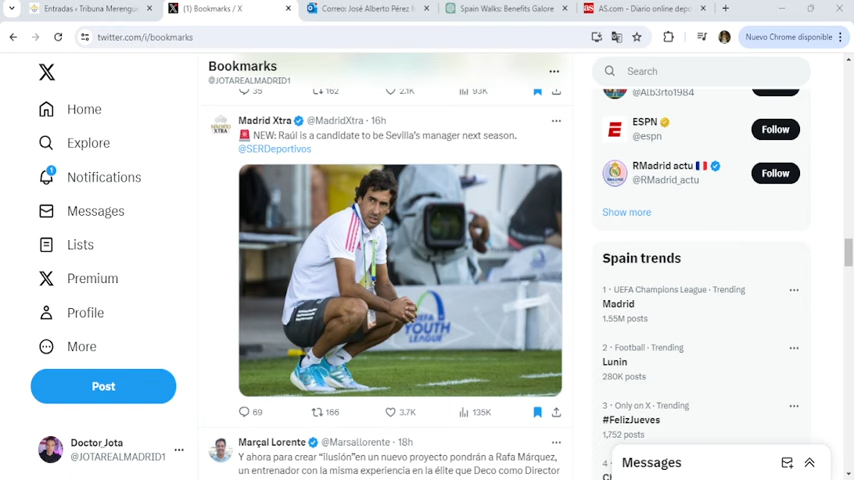 Entradas ‹ Tribuna Merengue
(1) Bookmarks / X
Correo: José Alberto Pérez
Spain Walks: Benefits Galore
AS.com - Diario online depo
twitter.com/i/bookmarks
Nuevo Chrome disponible
Home
Explore
1
Notifications
Messages
Lists
Premium
Profile
More
Post
Doctor_Jota
@JOTAREALMADRID1
Bookmarks
@JOTAREALMADRID1
35
162
2.1K
93K
Madrid Xtra @MadridXtra · 16h
NEW: Raúl is a candidate to be Sevilla's manager next season.
@SERDeportivos
UEFA
YOUTH
LEAGUE
69
166
3.7K
135K
Marçal Lorente @Marsallorente · 18h
Y ahora para crear “ilusión”en un nuevo proyecto pondrán a Rafa Márquez,
un entrenador con la misma experiencia en la élite que Deco como Director
Search
@Alb3rto1984
ESPN
@espn
Follow
RMadrid actu
@RMadrid_actu
Follow
Show more
Spain trends
1 · UEFA Champions League · Trending
Madrid
1.55M posts
2 · Football · Trending
Lunin
280K posts
3 · Only on X · Trending
#FelizJueves
1,752 posts
4
Messages